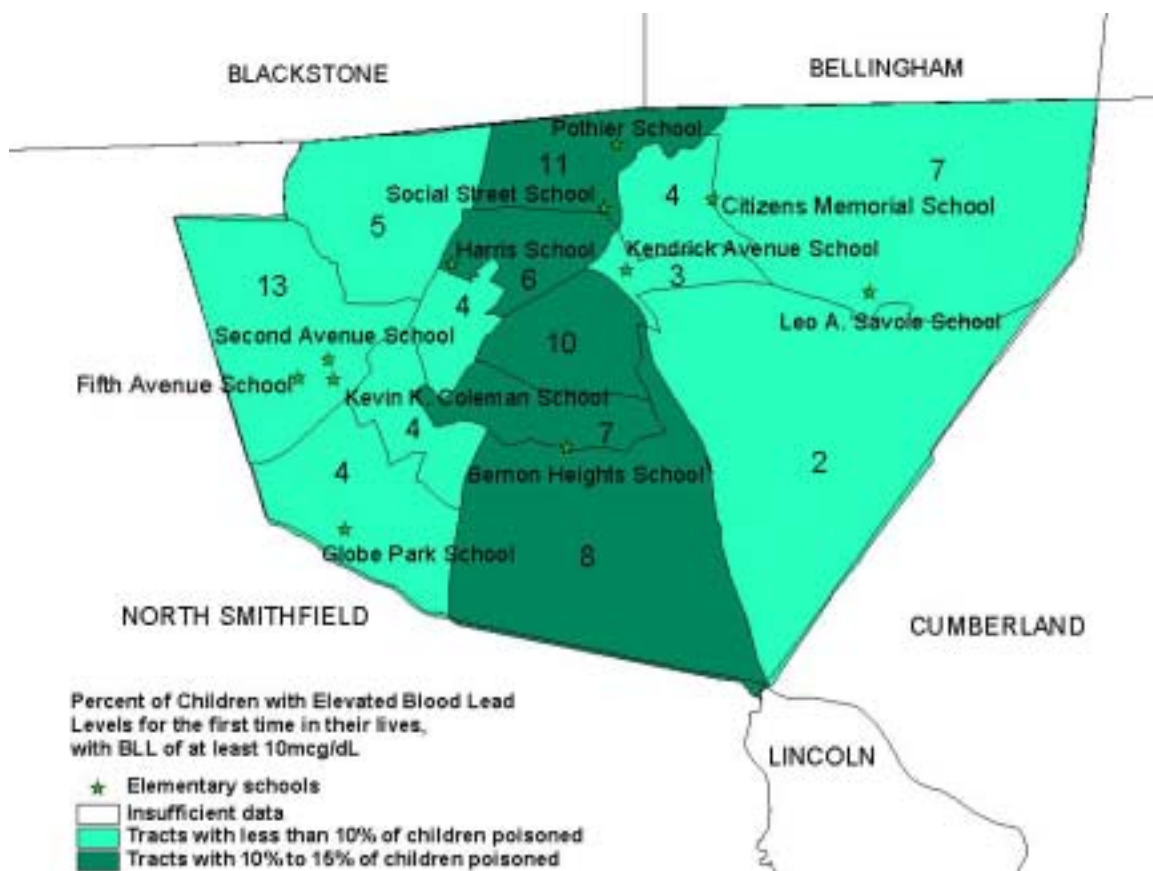 BLACKSTONE
BELLINGHAM
Pothier School
11
7
Social Street School
4
Citizens Memorial School
5
Harris School
Kendrick Avenue School
13
6
3
4
Leo A. Savoie School
Second Avenue School
10
Fifth Avenue School
Kevin K. Coleman School
4
7
4
Bernon Heights School
2
Globe Park School
8
NORTH SMITHFIELD
CUMBERLAND
Percent of Children with Elevated Blood Lead
Levels for the first time in their lives,
with BLL of at least 10mcg/dL
LINCOLN
Elementary schools
Insufficient data
Tracts with less than 10% of children poisoned
Tracts with 10% to 15% of children poisoned